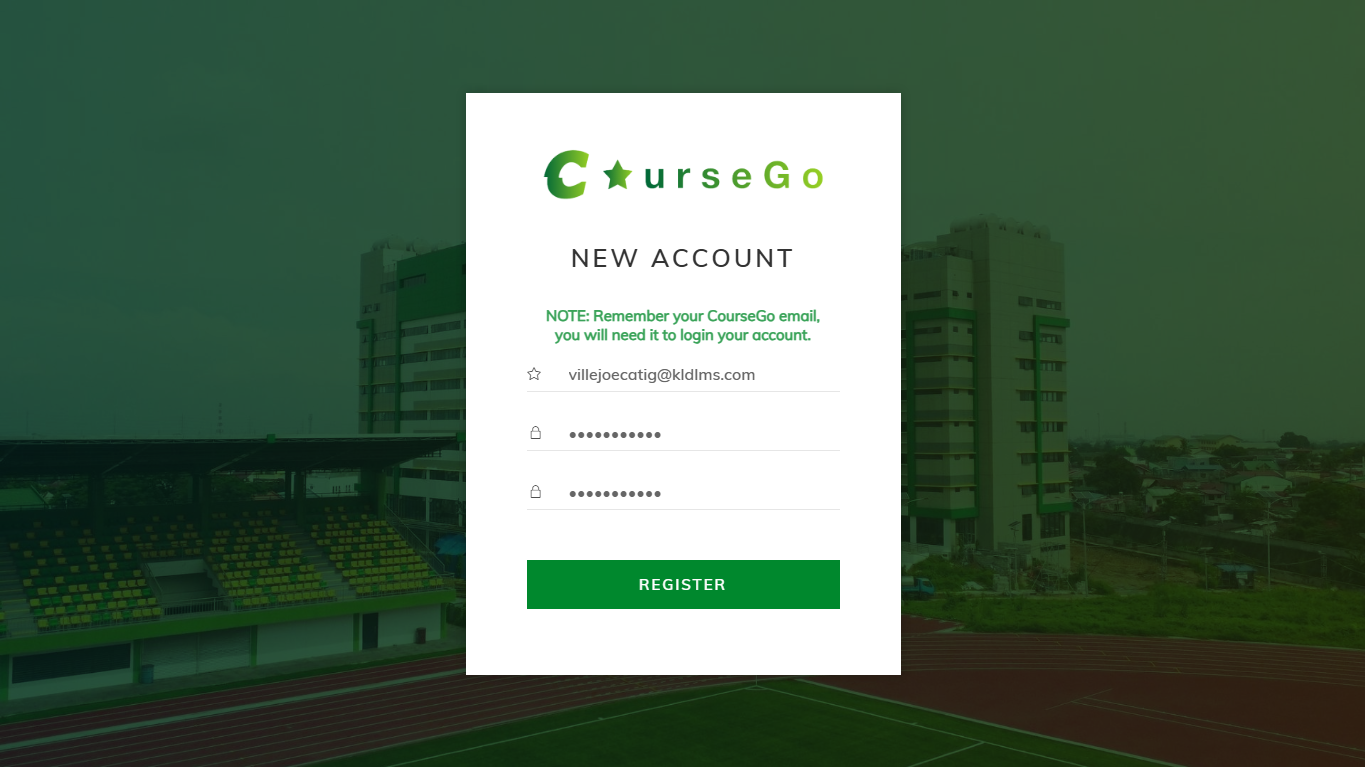 C★urseGo
NEW ACCOUNT
NOTE: Remember your CourseGo email,
you will need it to login your account.
villejoecatig@kldlms.com
•••••••••••
•••••••••••
REGISTER